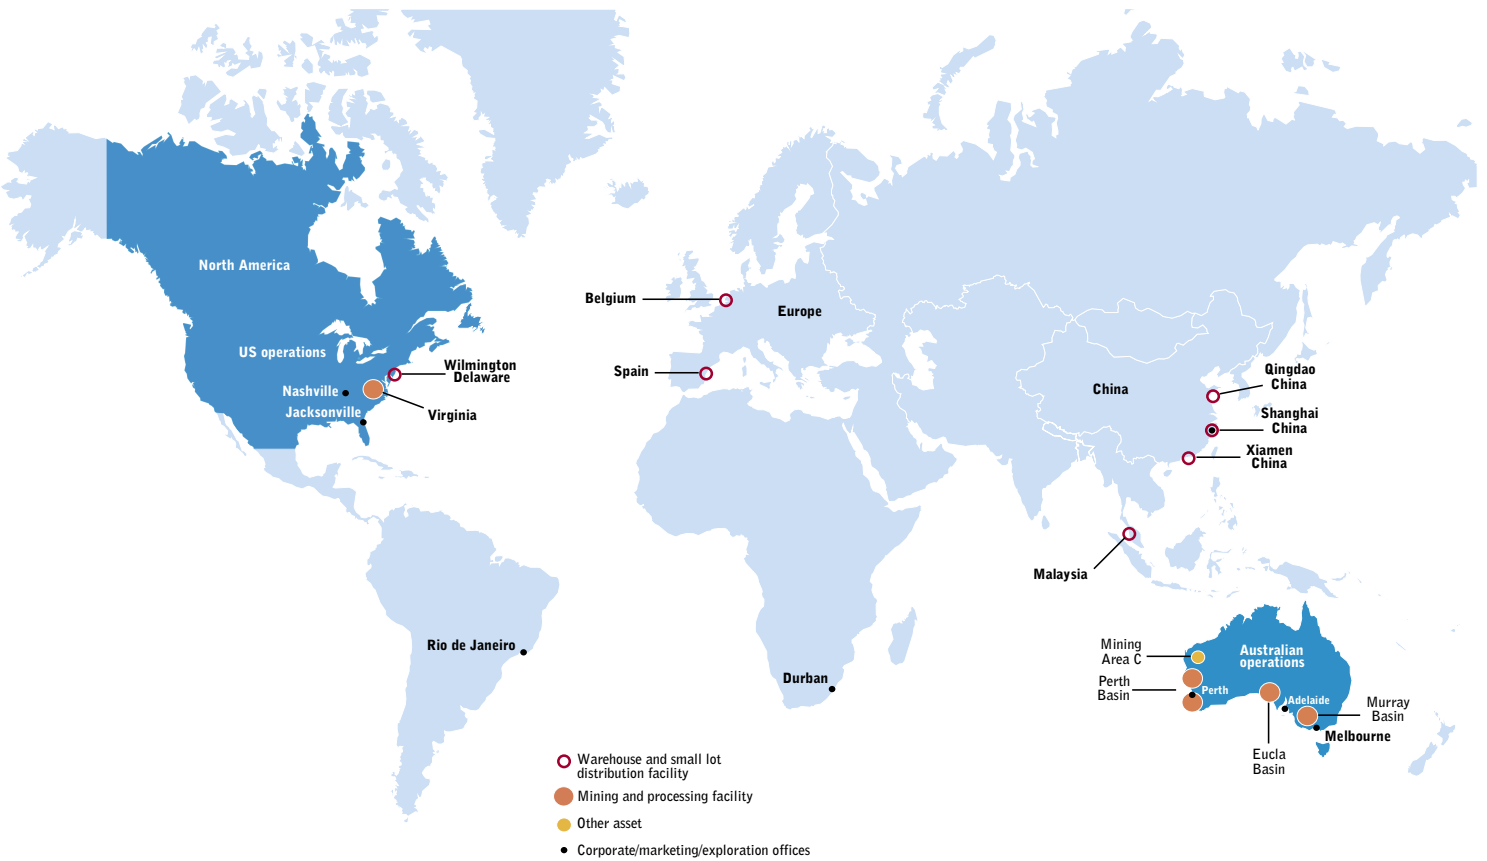 North America
US operations
Nashville
Jacksonville
Wilmington
Delaware
Virginia
Belgium
Europe
Spain
China
Qingdao
China
Shanghai
China
Xiamen
China
Malaysia
Rio de Janeiro
Durban
Mining
Area C
Perth
Basin
Australian
operations
Perth
Adelaide
Murray
Basin
Melbourne
Eucla
Basin
Warehouse and small lot
distribution facility
Mining and processing facility
Other asset
Corporate/marketing/exploration offices